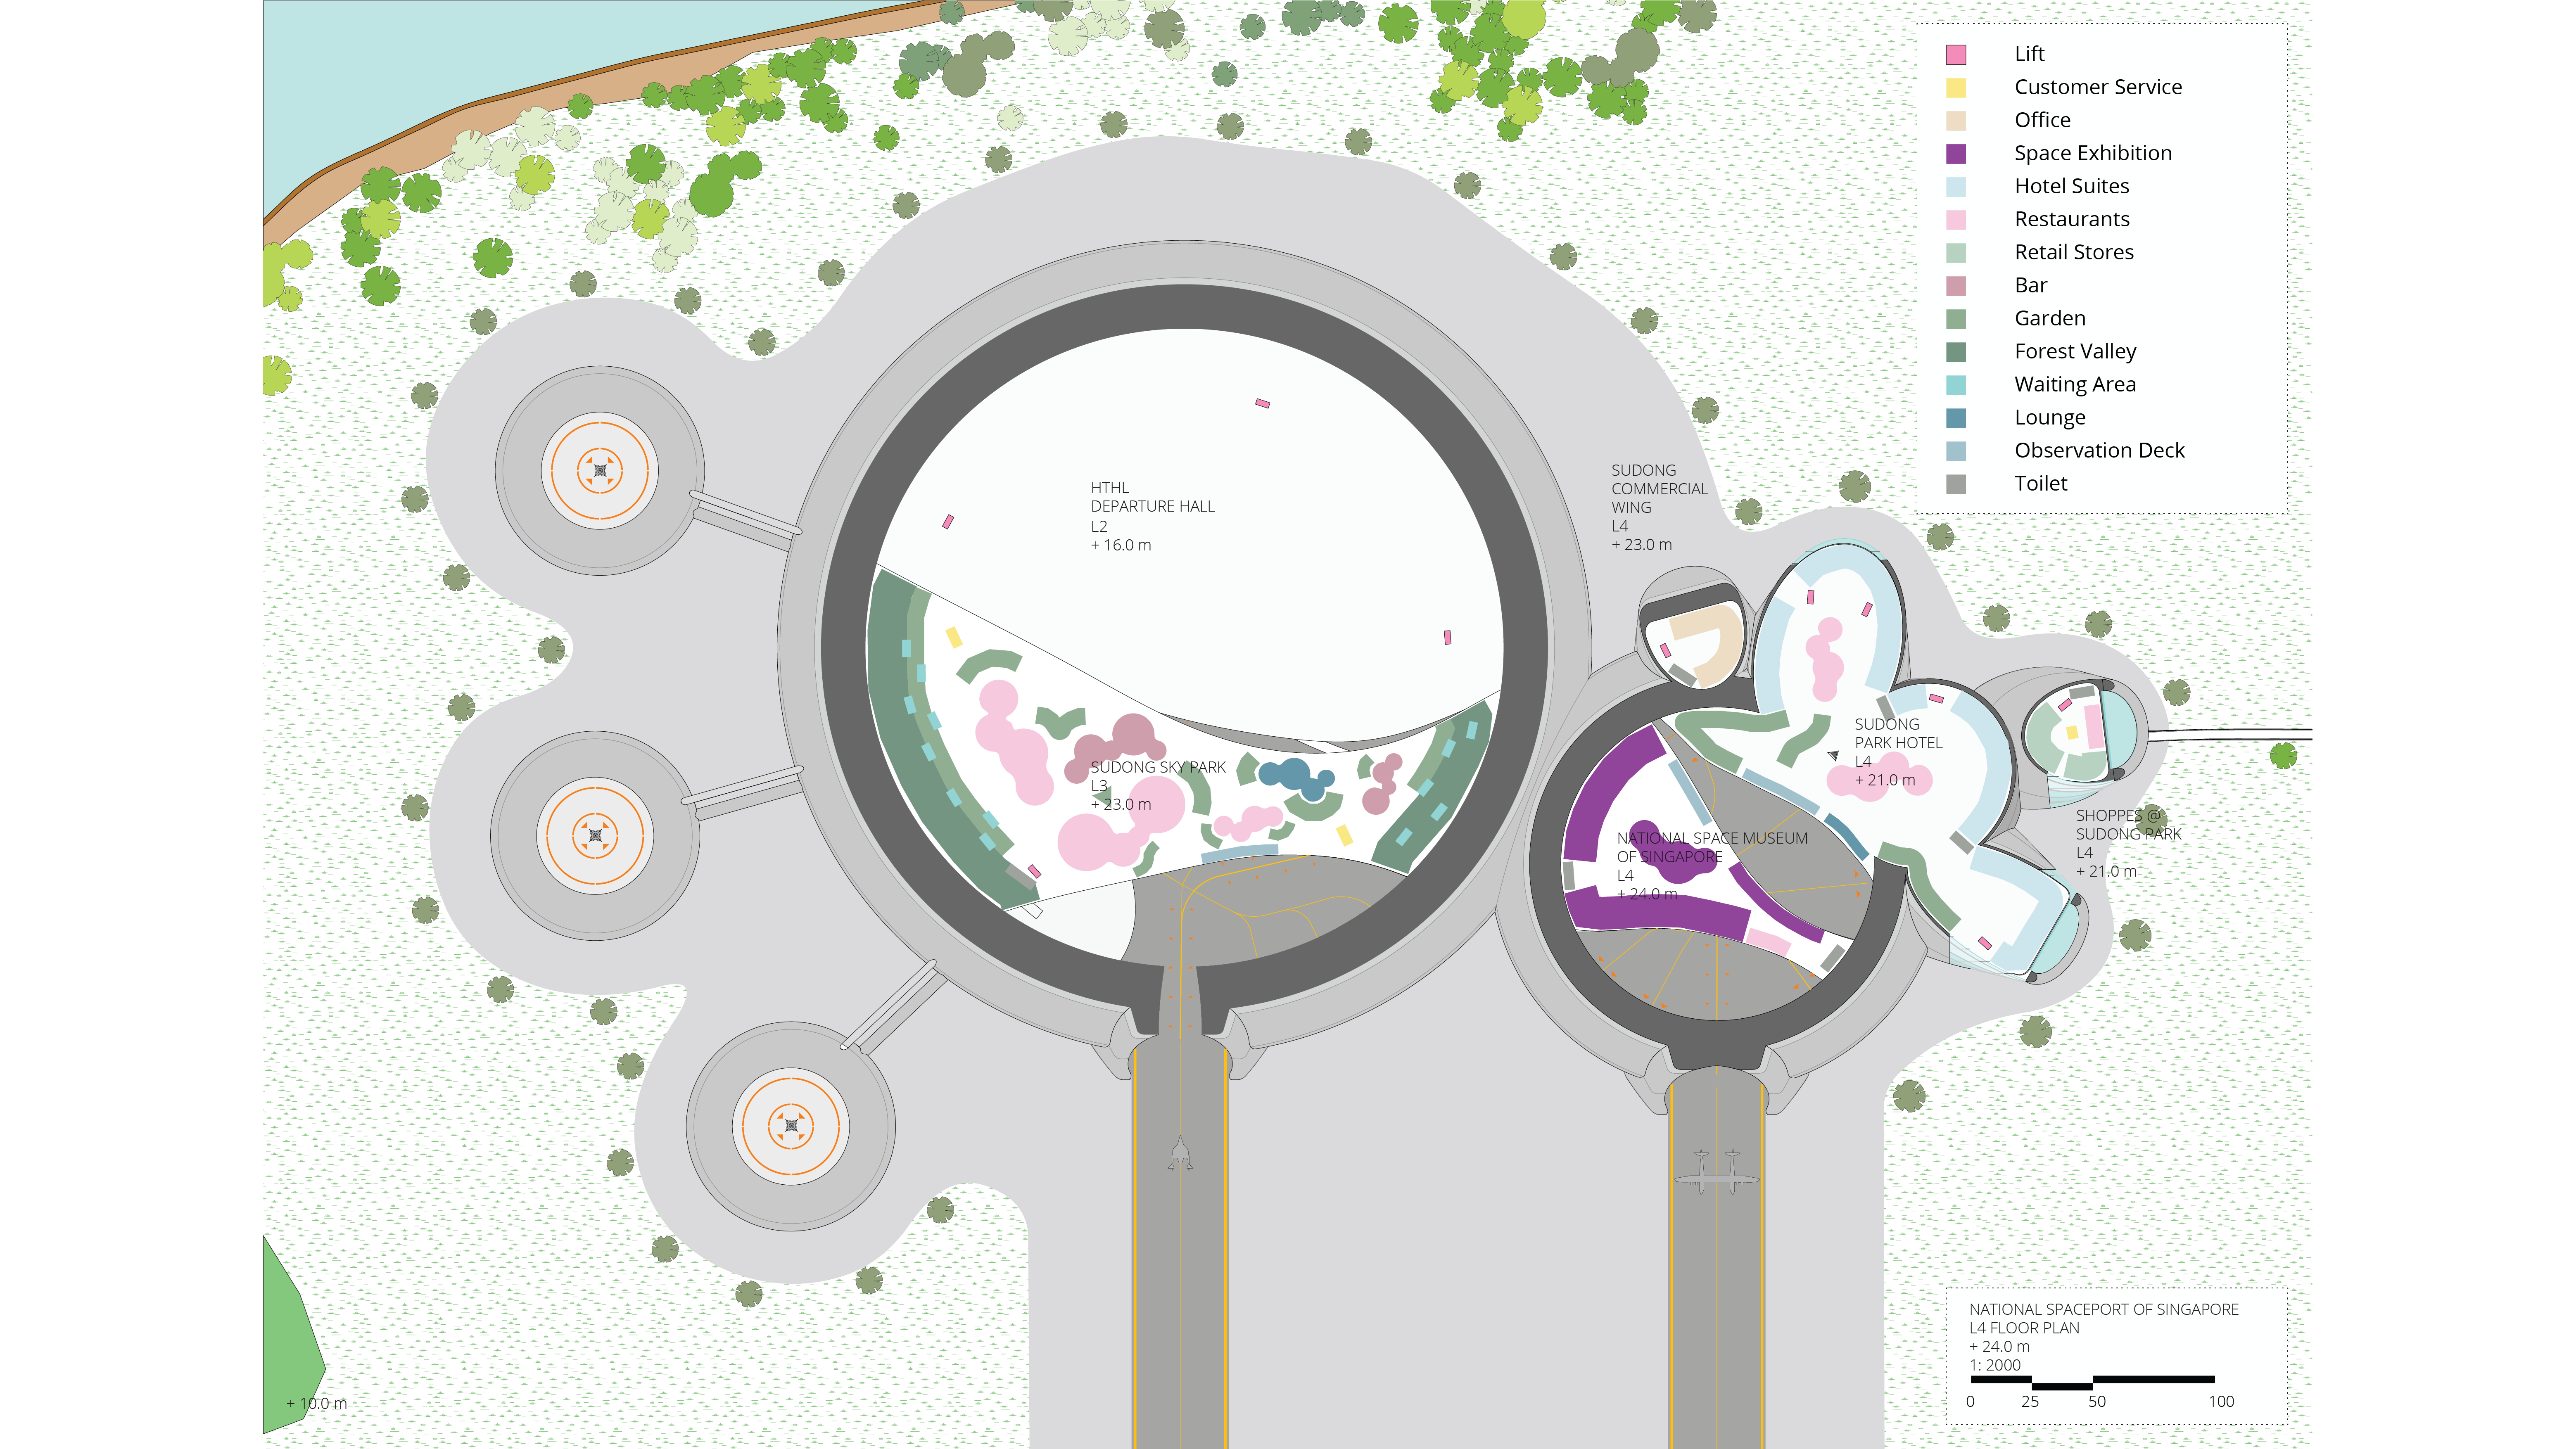 Lift
Customer Service
Office
Space Exhibition
Hotel Suites
Restaurants
Retail Stores
Bar
Garden
Forest Valley
Waiting Area
Lounge
Observation Deck
Toilet
HTHL
DEPARTURE HALL
L2
+ 16.0 m
SUDONG
COMMERCIAL
WING
L4
+ 23.0 m
SUDONG SKY PARK
L3
+ 23.0 m
SUDONG
PARK HOTEL
L4
+ 21.0 m
NATIONAL SPACE MUSEUM
OF SINGAPORE
L4
+ 24.0 m
SHOPPES @
SUDONG PARK
L4
+ 21.0 m
+ 10.0 m
NATIONAL SPACEPORT OF SINGAPORE
L4 FLOOR PLAN
+ 24.0 m
1: 2000
0 25 50 100